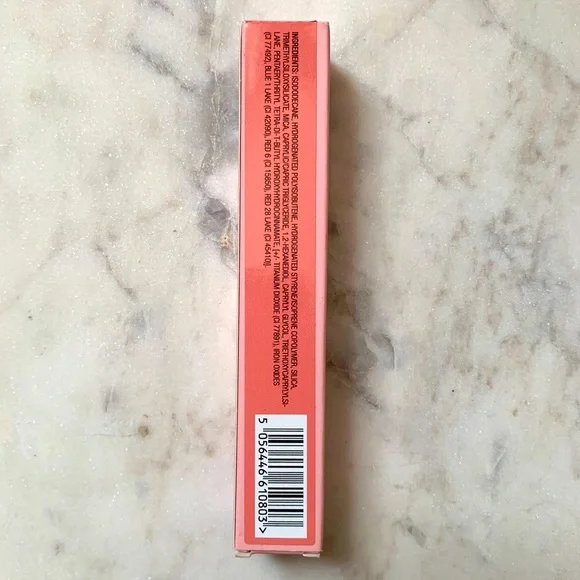 INGREDIENTS: ISODODECANE, HYDROGENATED POLYISOBUTENE, HYDROGENATED STYRENE/ISOPRENE COPOLYMER, SILICA,
TRIMETHYLSILOXYSILICATE, MICA, CAPRYLIC/CAPRIC TRIGLYCERIDE, 1,2-HEXANEDIOL, CAPRYLYL GLYCOL, TRIETHOXYCAPRYLYLSI-
LANE, PENTAERYTHRITYL TETRA-DI-T-BUTYL HYDROXYHYDROCINNAMATE, [+/- TITANIUM DIOXIDE (CI 77891), IRON OXIDES
(CI 77492), BLUE 1 LAKE (CI 42090), RED 6 (CI 15850), RED 28 LAKE (CI 45410)]
5 056446 610803 >